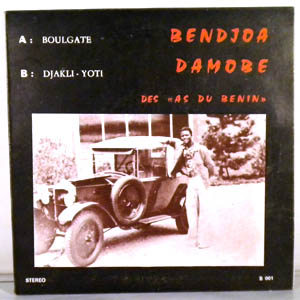 A: BOULGATE
B: DJAKLI-YOTI
BENDJOA
DAMOBE
DES «AS DU BENIN»
STEREO
B 001